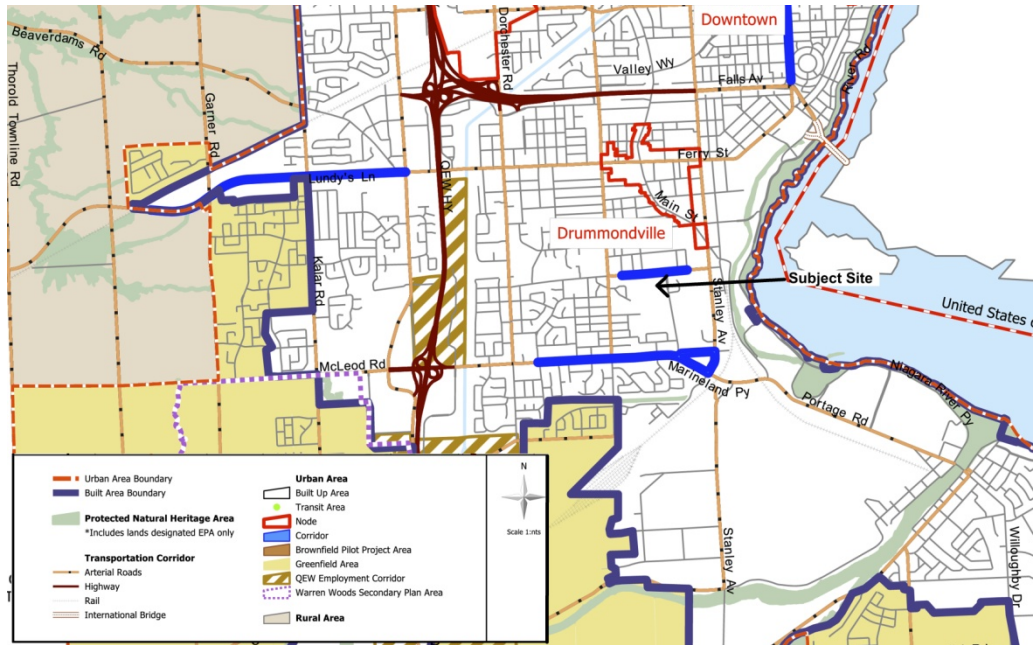 Downtown
Beaverdams Rd
Dorchester Rd
Valley Wy
Falls Av
River Rd
Thorold Townline Rd
Garner Rd
Ferry St
Lundy's Ln
QEW HY
Main St
Drummondville
Kalar Rd
Stanley Av
Subject Site
United States o
McLeod Rd
Marineland Py
Niagara River Py
Portage Rd
Stanley Av
Willoughby Dr
Urban Area Boundary
Built Area Boundary
Protected Natural Heritage Area
*Includes lands designated EPA only
Transportation Corridor
Arterial Roads
Highway
Rail
International Bridge
Urban Area
Built Up Area
Transit Area
Node
Corridor
Brownfield Pilot Project Area
Greenfield Area
QEW Employment Corridor
Warren Woods Secondary Plan Area
Rural Area
N
Scale 1:nts